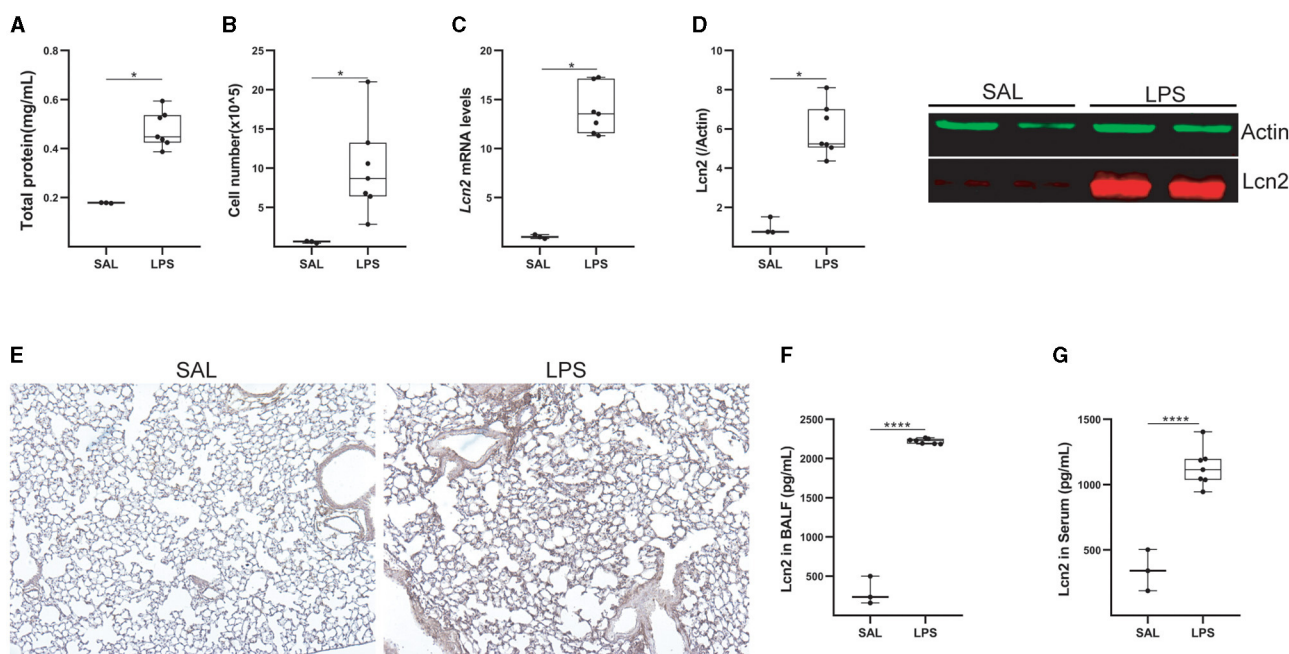 A
Total protein(mg/mL)
0.8
0.6
0.4
0.2
*
SAL LPS
B
Cell number(x10^5)
25
20
15
10
5
*
SAL LPS
C
Lcn2 mRNA levels
20
15
10
5
*
SAL LPS
D
Lcn2 (/Actin)
10
8
6
4
2
*
SAL LPS
SAL LPS
Actin
Lcn2
E
SAL LPS
F
Lcn2 in BALF (pg/mL)
2500
2000
1500
1000
500
****
SAL LPS
G
Lcn2 in Serum (pg/mL)
1500
1000
500
****
SAL LPS